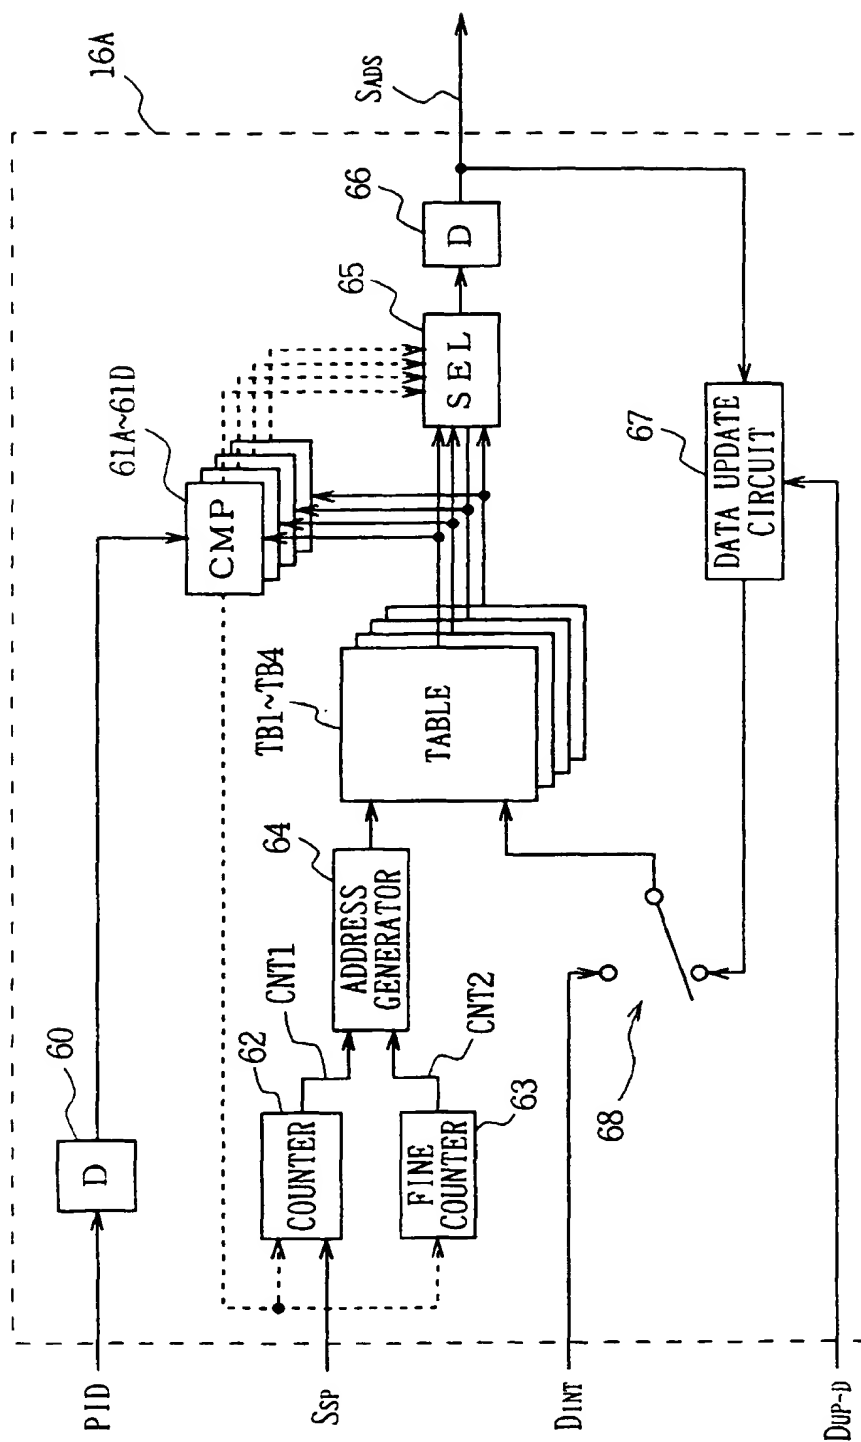 16A
SADS
66
D
65
SEL
61A~61D
CMP
67
DATA UPDATE
CIRCUIT
TB1~TB4
TABLE
64
ADDRESS
GENERATOR
CNT1
CNT2
60
D
62
COUNTER
63
FINE
COUNTER
68
PID
SSP
DINT
DUP-D